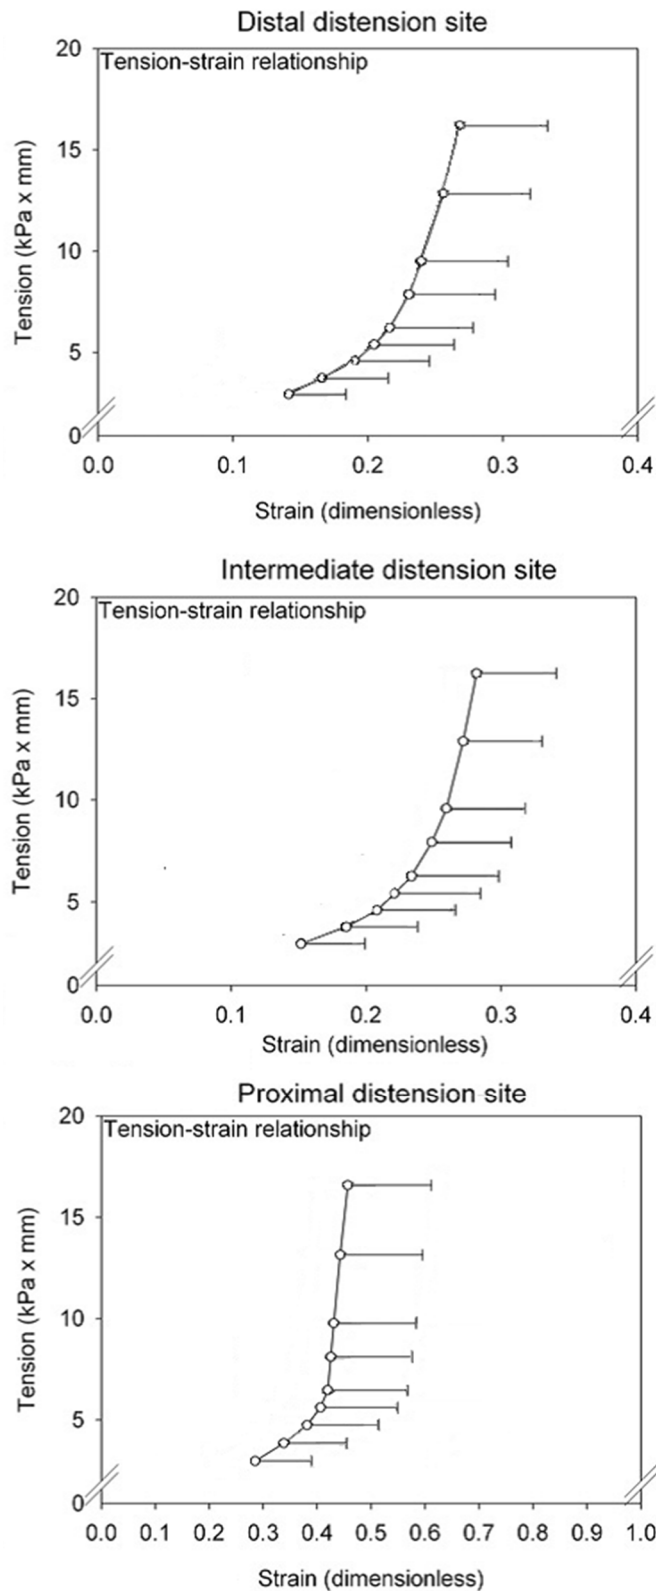 Distal distension site
Tension-strain relationship
20
15
10
5
0
Tension (kPa x mm)
0.0 0.1 0.2 0.3 0.4
Strain (dimensionless)
Intermediate distension site
Tension-strain relationship
20
15
10
5
0
Tension (kPa x mm)
0.0 0.1 0.2 0.3 0.4
Strain (dimensionless)
Proximal distension site
Tension-strain relationship
20
15
10
5
0
Tension (kPa x mm)
0.0 0.1 0.2 0.3 0.4 0.5 0.6 0.7 0.8 0.9 1.0
Strain (dimensionless)